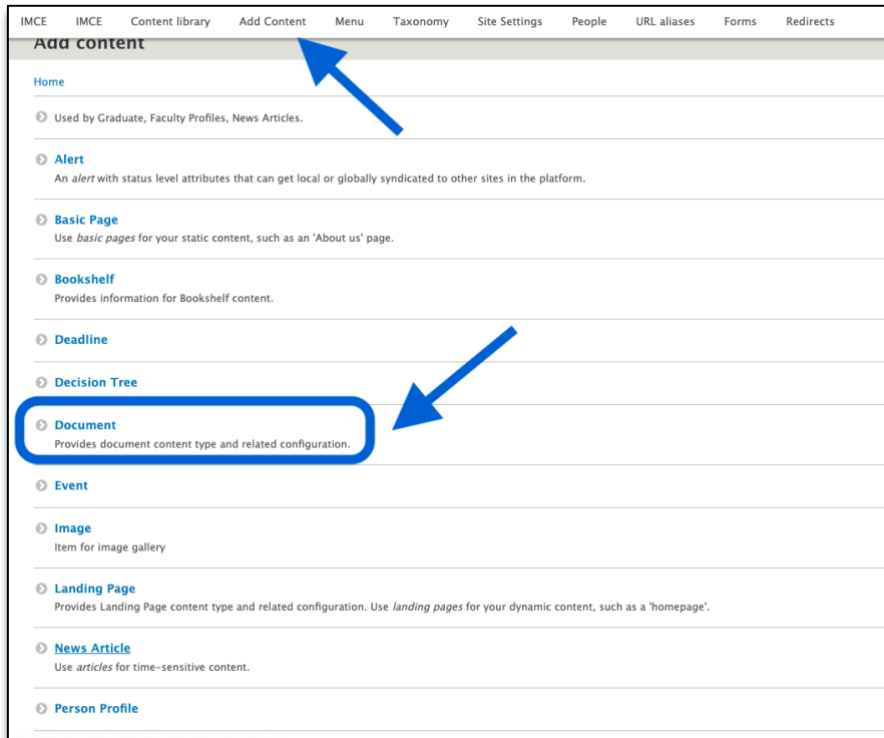 IMCE IMCE Content library Add Content Menu Taxonomy Site Settings People URL aliases Forms Redirects
Add content
Home
Used by Graduate, Faculty Profiles, News Articles.
Alert
An alert with status level attributes that can get local or globally syndicated to other sites in the platform.
Basic Page
Use basic pages for your static content, such as an 'About us' page.
Bookshelf
Provides information for Bookshelf content.
Deadline
Decision Tree
Document
Provides document content type and related configuration.
Event
Image
Item for image gallery
Landing Page
Provides Landing Page content type and related configuration. Use landing pages for your dynamic content, such as a 'homepage'.
News Article
Use articles for time-sensitive content.
Person Profile